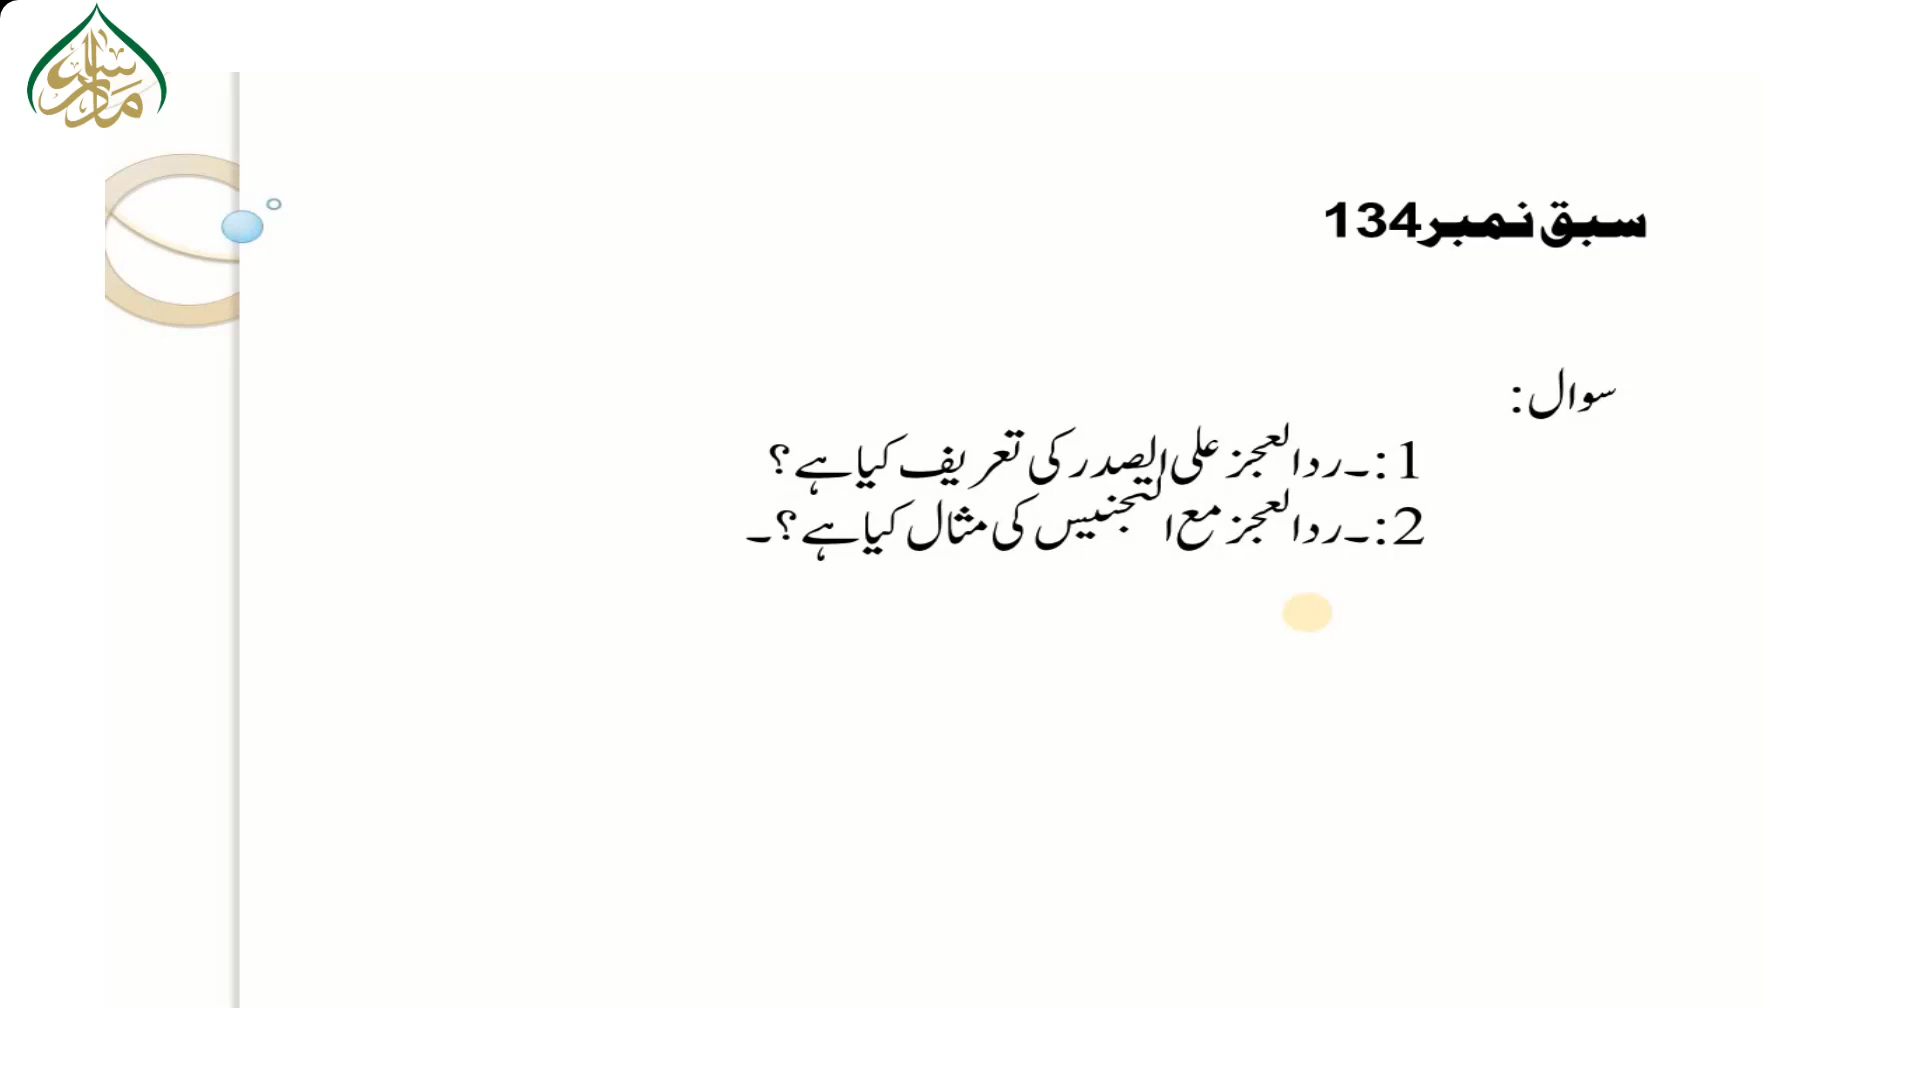 مدرسانہ
سبق نمبر134
سوال:
1:۔ردالعجز علی الصدر کی تعریف کیا ہے؟
2:۔ردالعجز مع التجنیس کی مثال کیا ہے؟۔